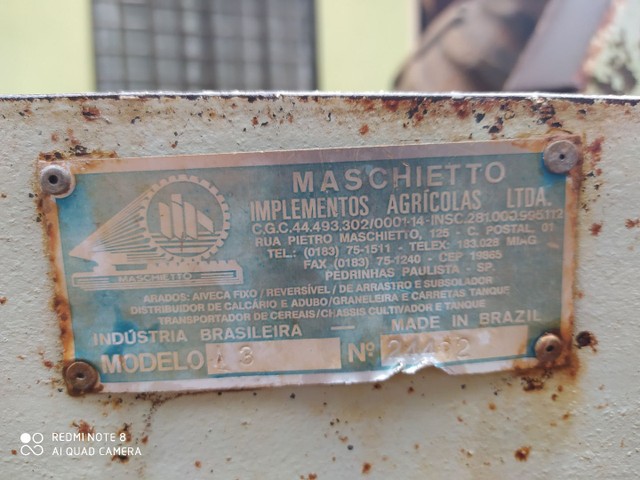 MASCHIETTO
IMPLEMENTOS AGRÍCOLAS LTDA.
C.G.C.44.493.302/0001-14-INSC.281.000.995.112
RUA PIETRO MASCHIETTO, 125 - C. POSTAL 01
TEL.: (0183) 75-1511 - TELEX: 183.028 MIAG
FAX (0183) 75-1240 - CEP 19865
PEDRINHAS PAULISTA - SP.
MASCHIETTO
ARADOS: AIVECA FIXO / REVERSÍVEL / DE ARRASTRO E SUBSOLADOR
DISTRIBUIDOR DE CALCÁRIO E ADUBO/GRANELEIRA E CARRETAS TANQUE
TRANSPORTADOR DE CEREAIS/CHASSIS CULTIVADOR E TANQUE
INDÚSTRIA BRASILEIRA MADE IN BRAZIL
MODELO Nº
REDMI NOTE 8
AI QUAD CAMERA